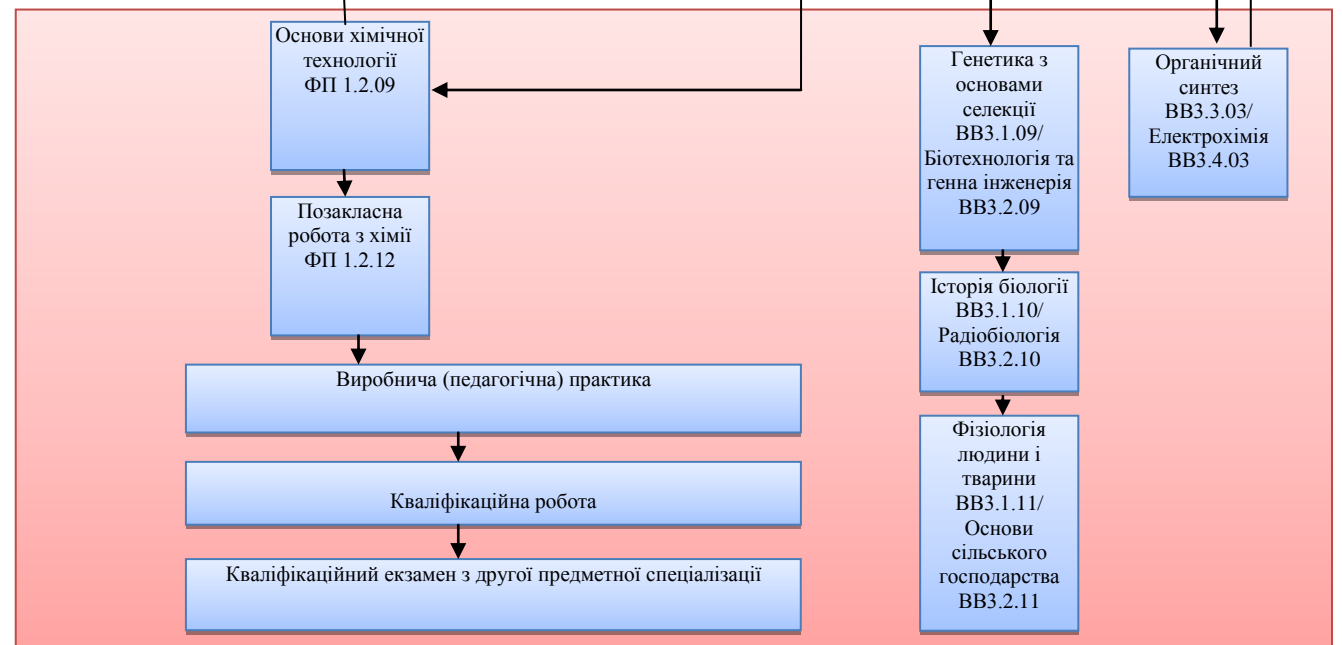 Основи хімічної
технології
ФП 1.2.09
Позакласна
робота з хімії
ФП 1.2.12
Виробнича (педагогічна) практика
Кваліфікаційна робота
Кваліфікаційний екзамен з другої предметної спеціалізації
Генетика з
основами
селекції
ВВ3.1.09/
Біотехнологія та
генна інженерія
ВВ3.2.09
Історія біології
ВВ3.1.10/
Радіобіологія
ВВ3.2.10
Фізіологія
людини і
тварини
ВВ3.1.11/
Основи
сільського
господарства
ВВ3.2.11
Органічний
синтез
ВВ3.3.03/
Електрохімія
ВВ3.4.03